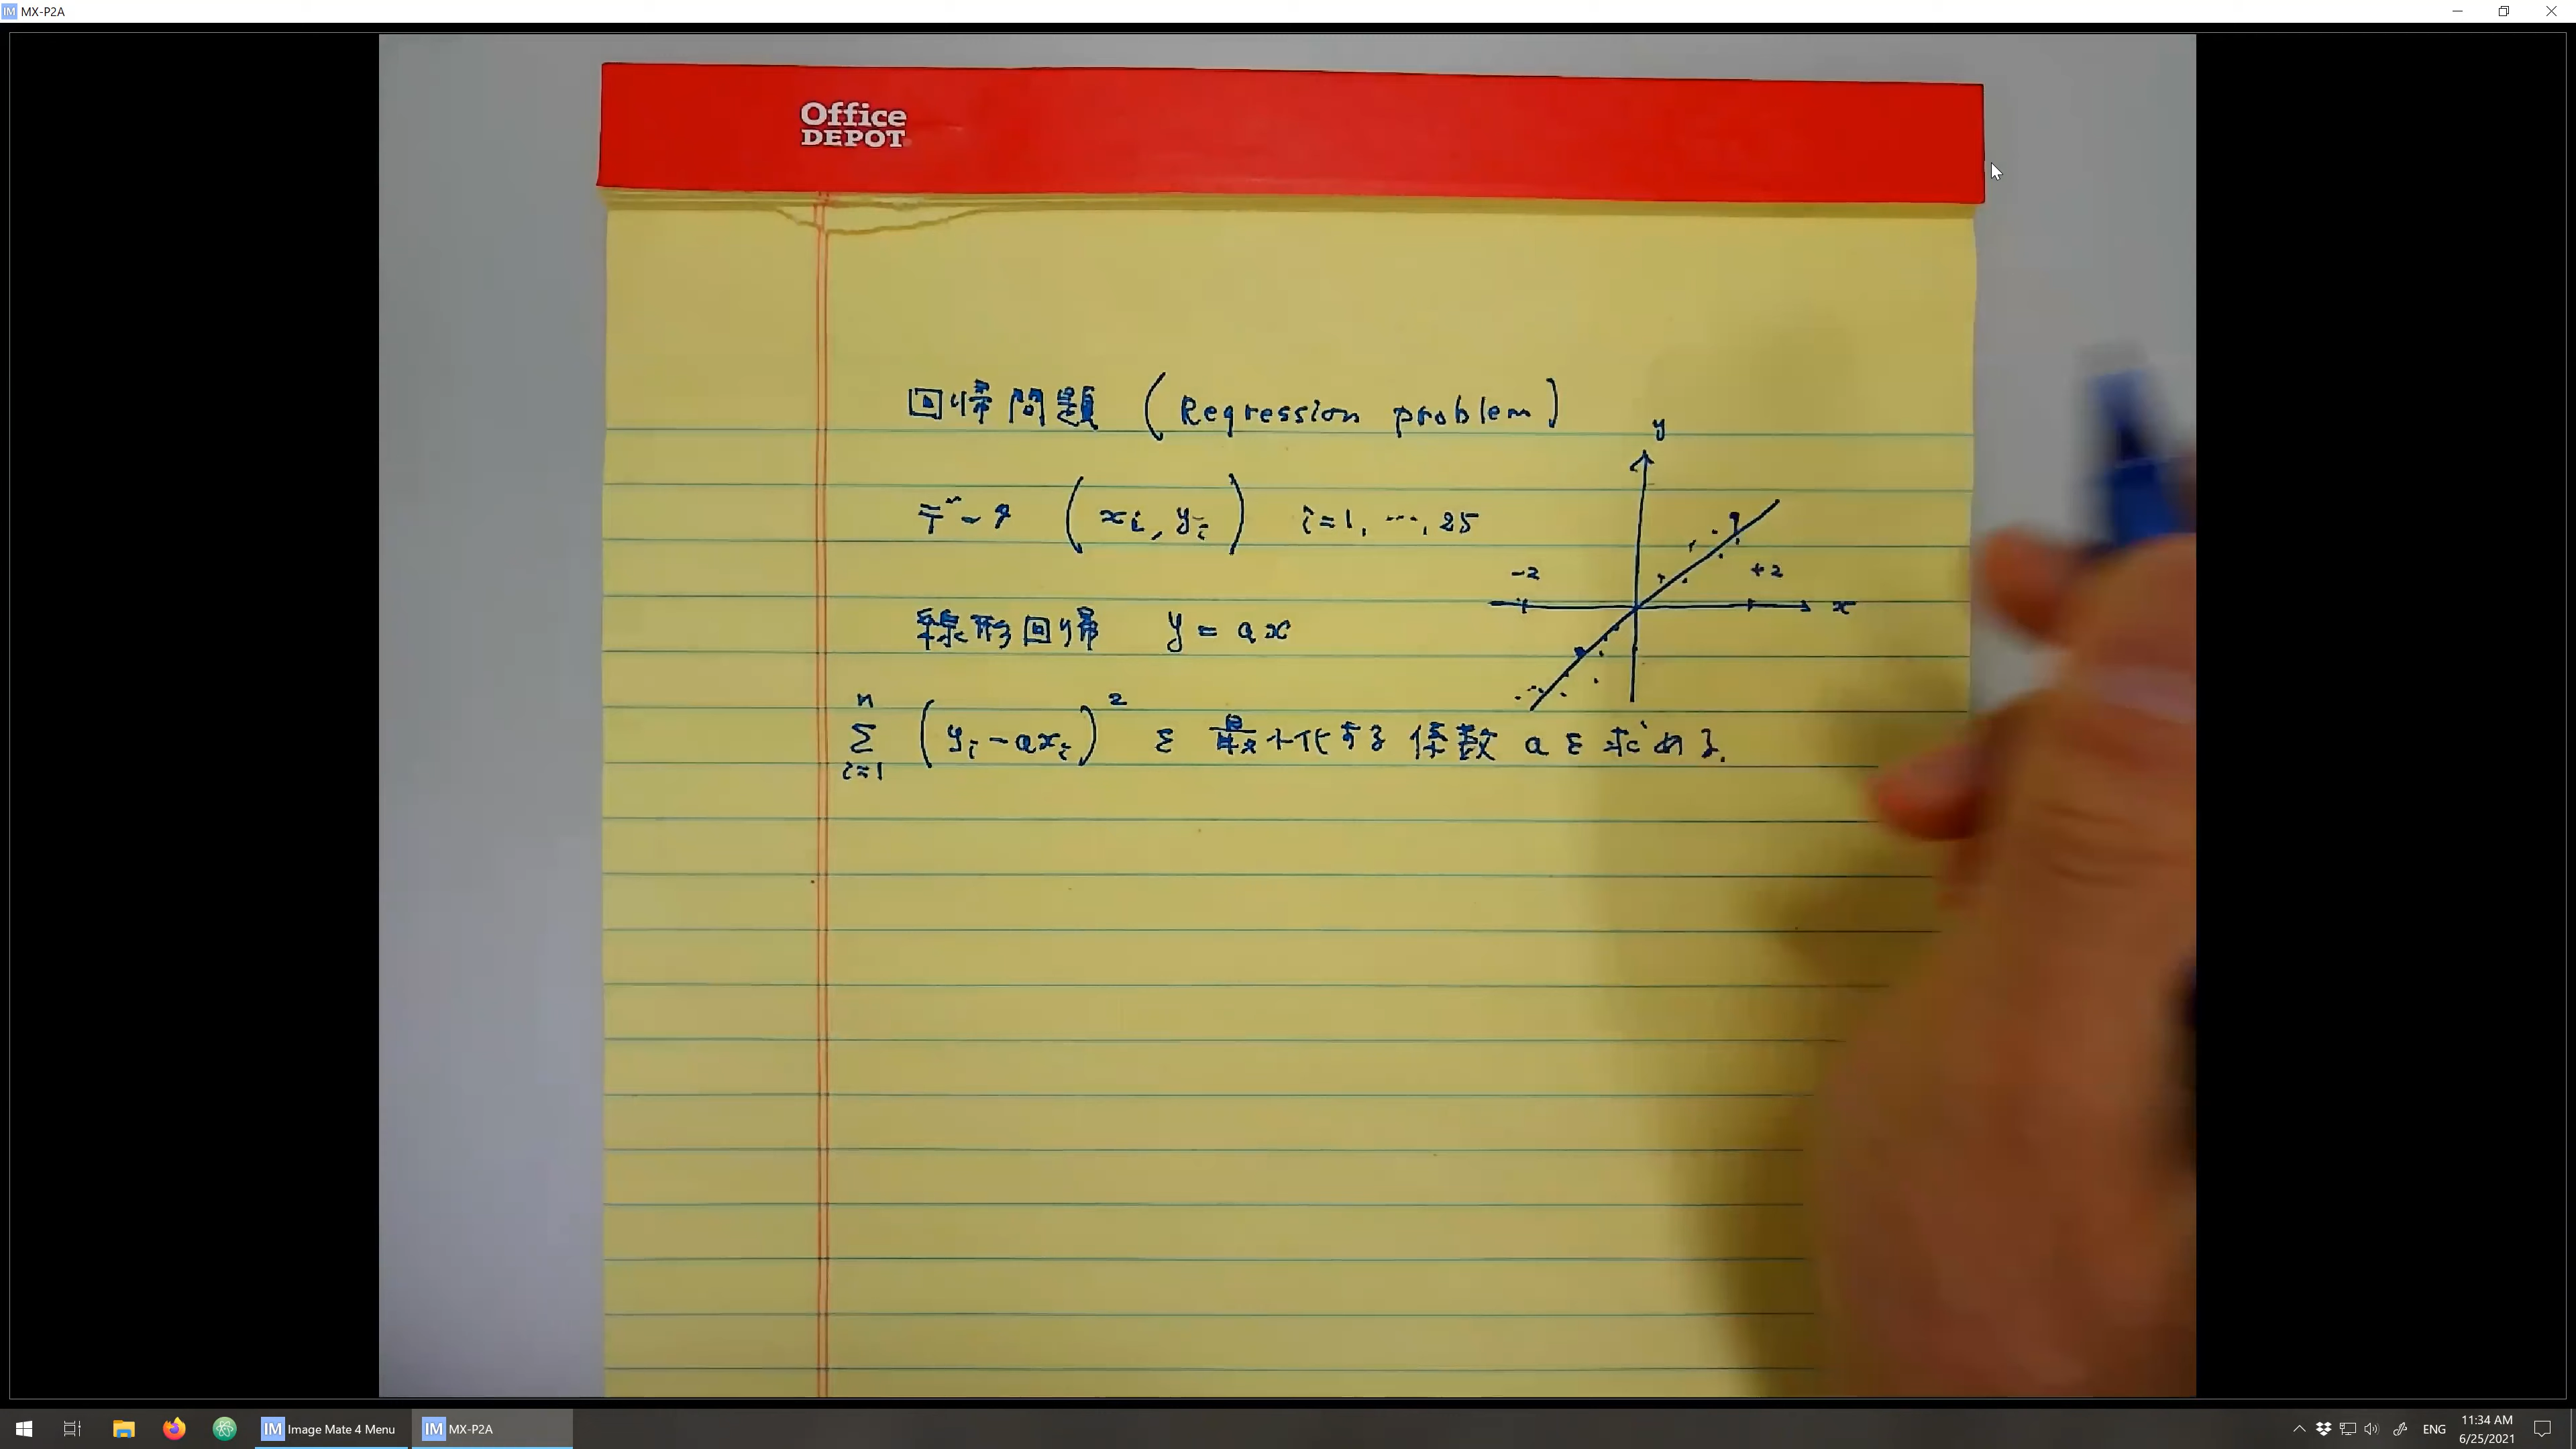 MX-P2A
Office
DEPOT
回帰問題 (Regression problem)
データ (xi, yi) i=1, ..., 25
線形回帰 y = ax
n
Σ (yi - axi)² を最小化する係数 a を求める.
i=1
y
-2
+2
x
Image Mate 4 Menu
MX-P2A
ENG
11:34 AM
6/25/2021